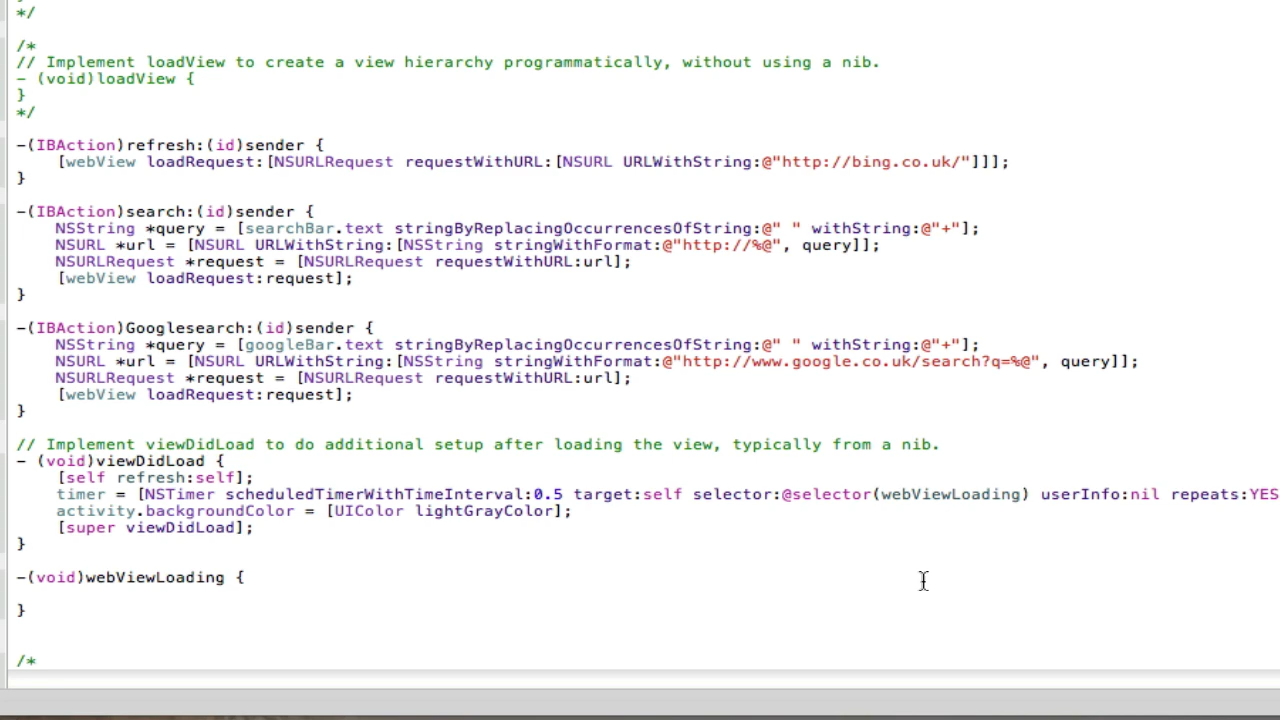 */
/*
// Implement loadView to create a view hierarchy programmatically, without using a nib.
- (void)loadView {
}
*/
-(IBAction)refresh:(id)sender {
[webView loadRequest:[NSURLRequest requestWithURL:[NSURL URLWithString:@"http://bing.co.uk/"]]];
}
-(IBAction)search:(id)sender {
NSString *query = [searchBar.text stringByReplacingOccurrencesOfString:@" " withString:@"+"];
NSURL *url = [NSURL URLWithString:[NSString stringWithFormat:@"http://%@", query]];
NSURLRequest *request = [NSURLRequest requestWithURL:url];
[webView loadRequest:request];
}
-(IBAction)Googlesearch:(id)sender {
NSString *query = [googleBar.text stringByReplacingOccurrencesOfString:@" " withString:@"+"];
NSURL *url = [NSURL URLWithString:[NSString stringWithFormat:@"http://www.google.co.uk/search?q=%@", query]];
NSURLRequest *request = [NSURLRequest requestWithURL:url];
[webView loadRequest:request];
}
// Implement viewDidLoad to do additional setup after loading the view, typically from a nib.
- (void)viewDidLoad {
[self refresh:self];
timer = [NSTimer scheduledTimerWithTimeInterval:0.5 target:self selector:@selector(webViewLoading) userInfo:nil repeats:YES
activity.backgroundColor = [UIColor lightGrayColor];
[super viewDidLoad];
}
-(void)webViewLoading {
}
/*